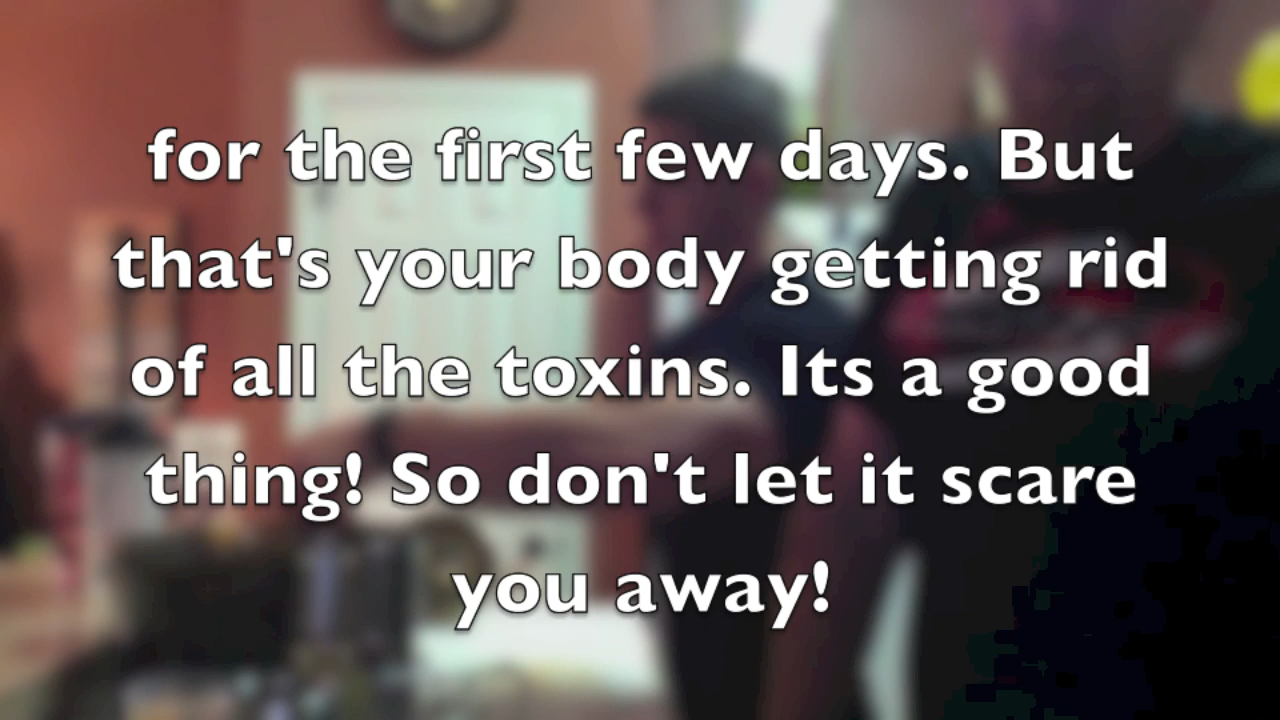 for the first few days. But
that's your body getting rid
of all the toxins. Its a good
thing! So don't let it scare
you away!